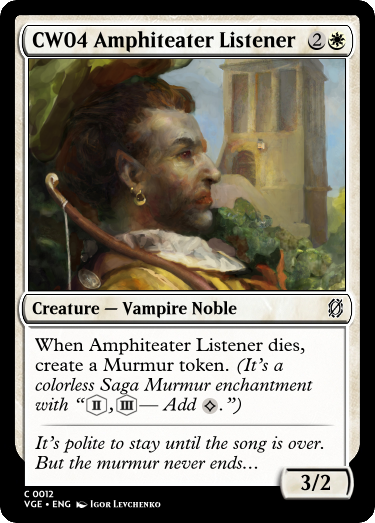 CW04 Amphiteater Listener 2
Creature — Vampire Noble
When Amphiteater Listener dies,
create a Murmur token. (It's a
colorless Saga Murmur enchantment
with “II, III— Add C.”)
It's polite to stay until the song is over.
But the murmur never ends…
3/2
C 0012
VGE • ENG Igor Levchenko